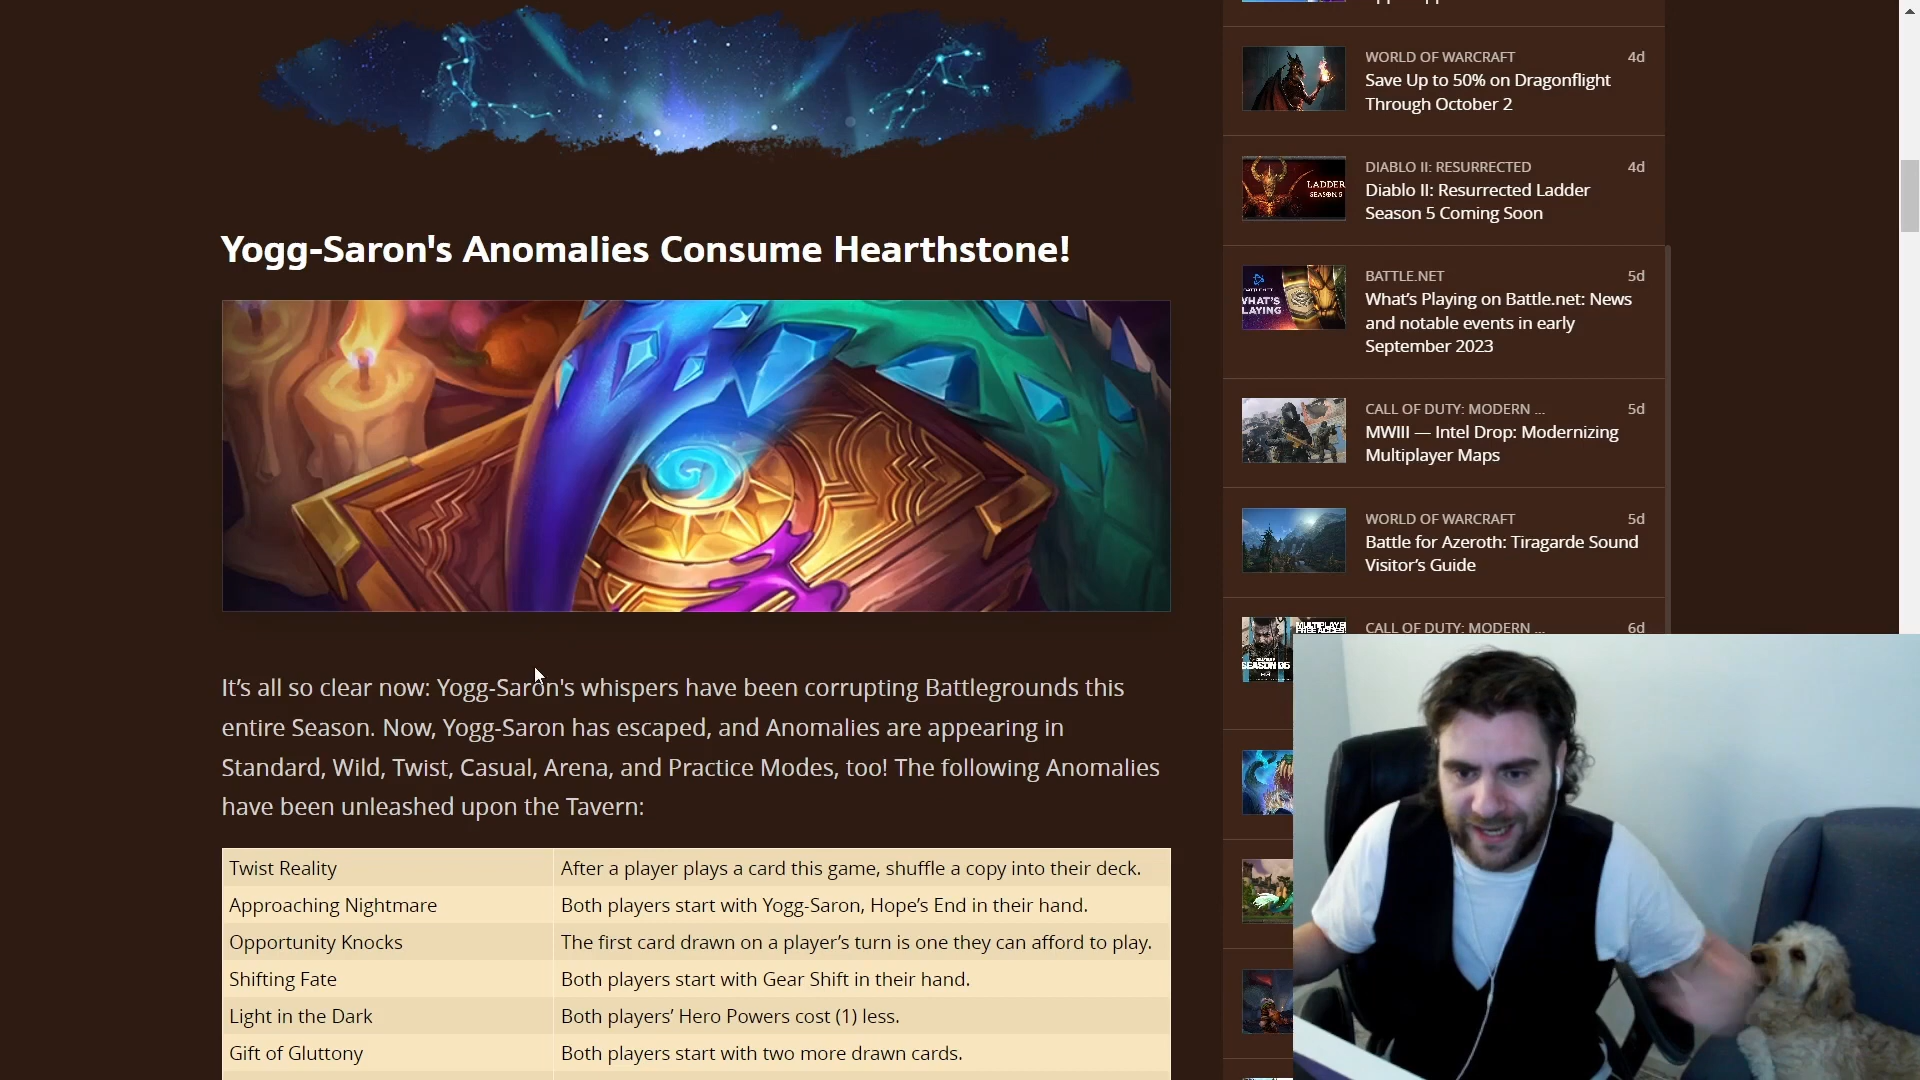 Yogg-Saron's Anomalies Consume Hearthstone!
It's all so clear now: Yogg-Saron's whispers have been corrupting Battlegrounds this
entire Season. Now, Yogg-Saron has escaped, and Anomalies are appearing in
Standard, Wild, Twist, Casual, Arena, and Practice Modes, too! The following Anomalies
have been unleashed upon the Tavern:
Twist Reality After a player plays a card this game, shuffle a copy into their deck.
Approaching Nightmare Both players start with Yogg-Saron, Hope's End in their hand.
Opportunity Knocks The first card drawn on a player's turn is one they can afford to play.
Shifting Fate Both players start with Gear Shift in their hand.
Light in the Dark Both players' Hero Powers cost (1) less.
Gift of Gluttony Both players start with two more drawn cards.
WORLD OF WARCRAFT 4d
Save Up to 50% on Dragonflight
Through October 2
LADDER
SEASON 5
DIABLO II: RESURRECTED 4d
Diablo II: Resurrected Ladder
Season 5 Coming Soon
WHAT'S
LAYING
BATTLE.NET 5d
What's Playing on Battle.net: News
and notable events in early
September 2023
CALL OF DUTY: MODERN ... 5d
MWIII — Intel Drop: Modernizing
Multiplayer Maps
WORLD OF WARCRAFT 5d
Battle for Azeroth: Tiragarde Sound
Visitor's Guide
CALL OF DUTY: MODERN ... 6d
SEASON 05